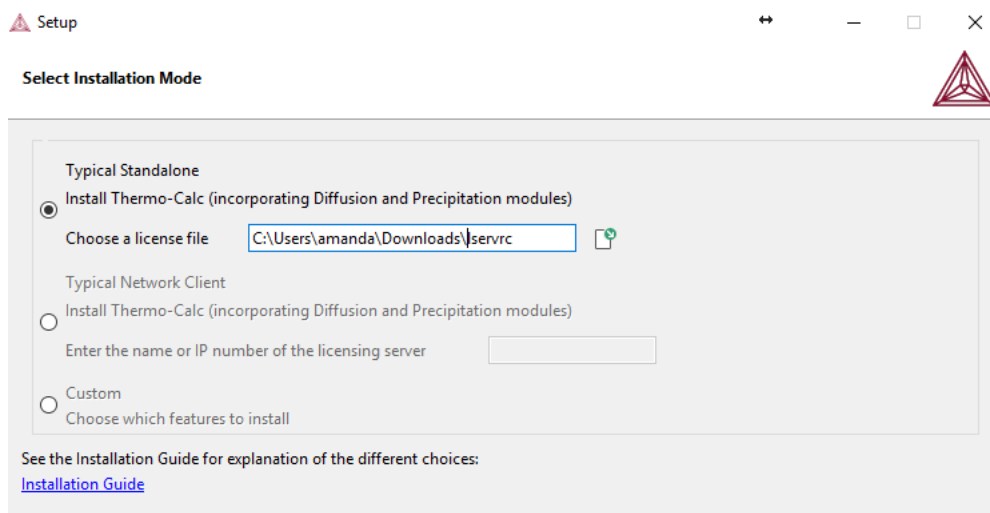 Setup
Select Installation Mode
Typical Standalone
Install Thermo-Calc (incorporating Diffusion and Precipitation modules)
Choose a license file C:\Users\amanda\Downloads\lservrc
Typical Network Client
Install Thermo-Calc (incorporating Diffusion and Precipitation modules)
Enter the name or IP number of the licensing server
Custom
Choose which features to install
See the Installation Guide for explanation of the different choices:
Installation Guide